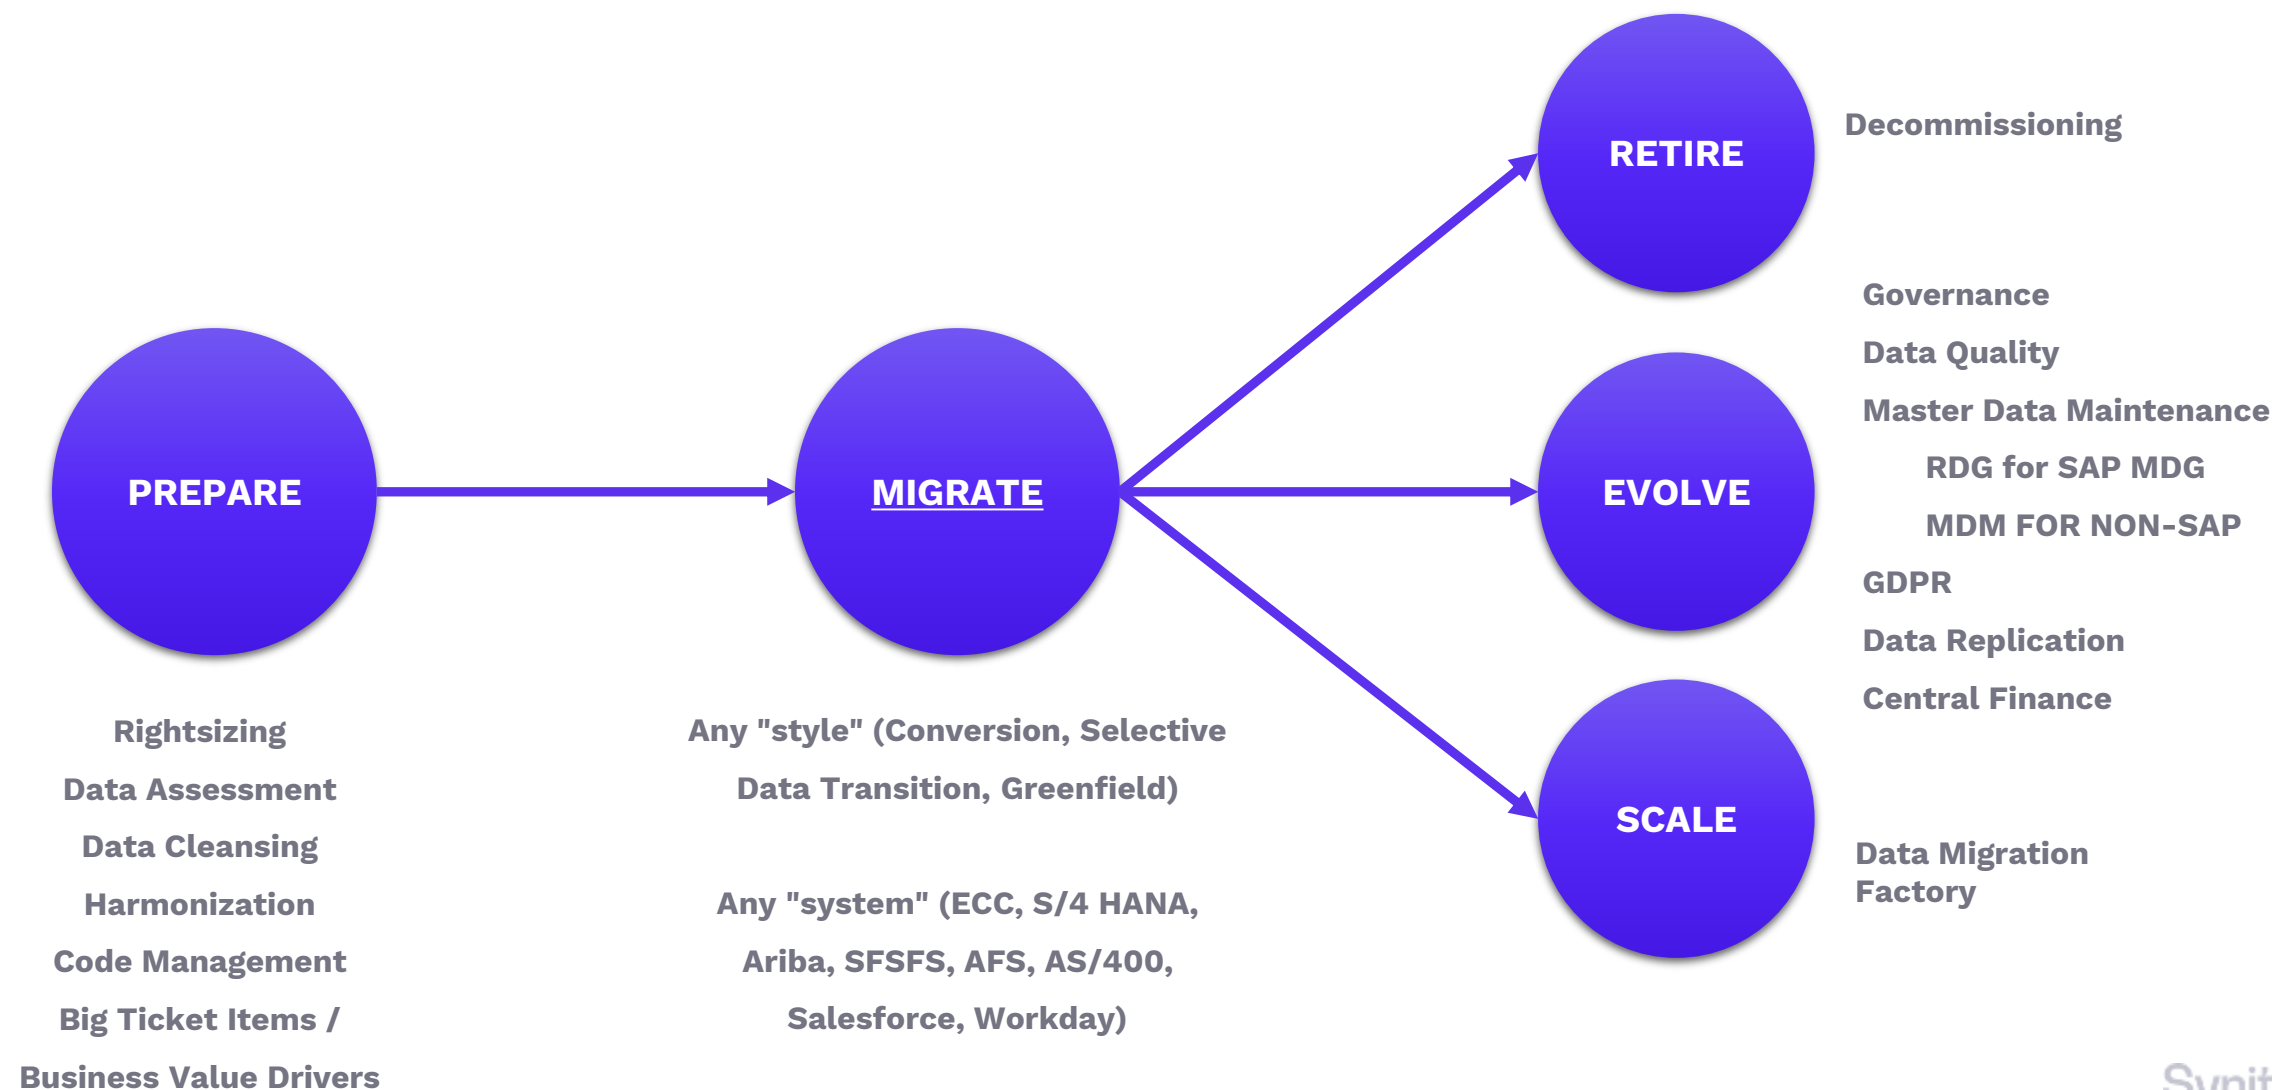 PREPARE
Rightsizing
Data Assessment
Data Cleansing
Harmonization
Code Management
Big Ticket Items /
Business Value Drivers
MIGRATE
Any "style" (Conversion, Selective
Data Transition, Greenfield)
Any "system" (ECC, S/4 HANA,
Ariba, SFSFS, AFS, AS/400,
Salesforce, Workday)
RETIRE
Decommissioning
EVOLVE
Governance
Data Quality
Master Data Maintenance
RDG for SAP MDG
MDM FOR NON-SAP
GDPR
Data Replication
Central Finance
SCALE
Data Migration
Factory